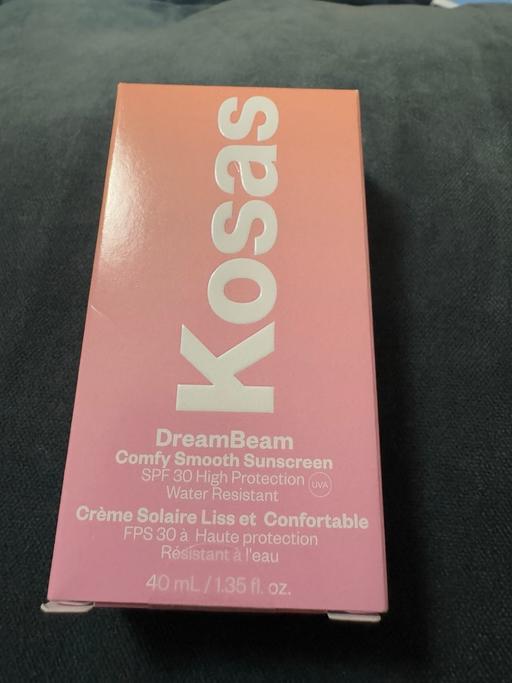 Kosas
DreamBeam
Comfy Smooth Sunscreen
SPF 30 High Protection
UVA
Water Resistant
Crème Solaire Liss et Confortable
FPS 30 à Haute protection
Résistant à l'eau
40 mL / 1.35 fl. oz.